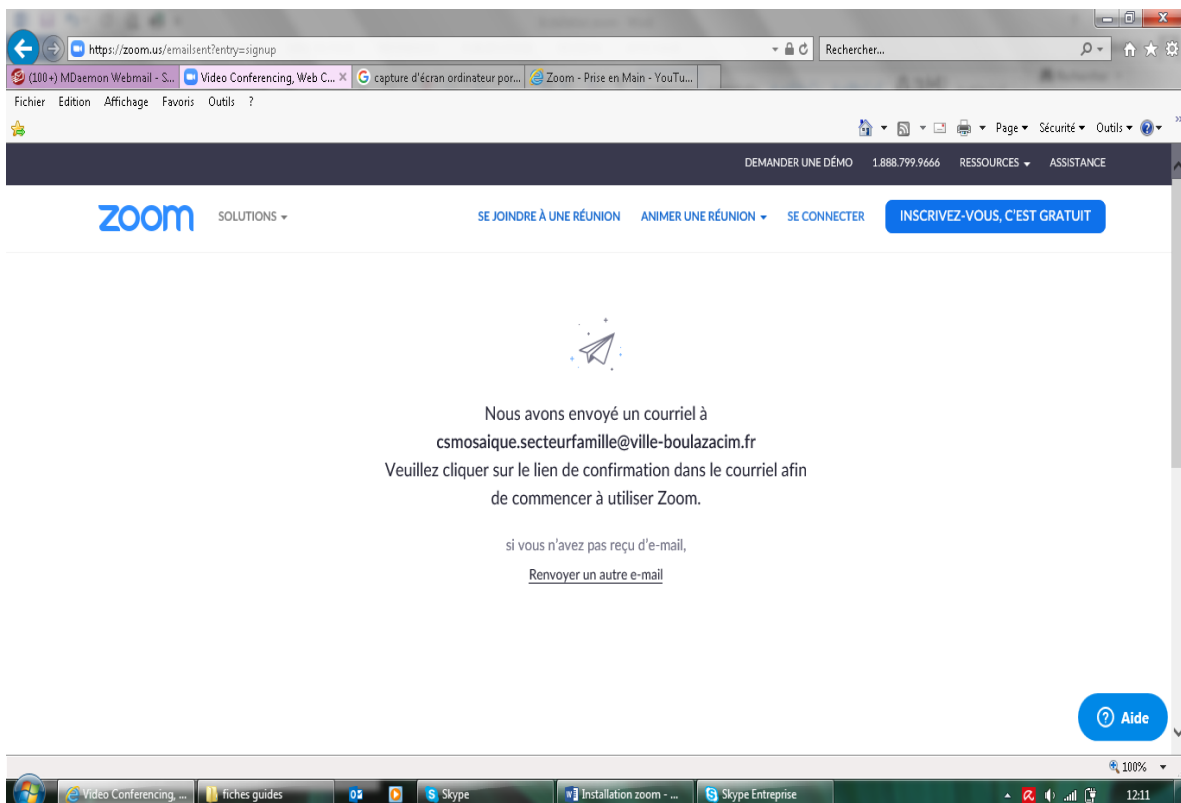 https://zoom.us/emailsent?entry=signup
Rechercher...
(100+) MDaemon Webmail - S...
Video Conferencing, Web C...
capture d'écran ordinateur por...
Zoom - Prise en Main - YouTu...
Fichier Edition Affichage Favoris Outils ?
Page Sécurité Outils
DEMANDER UNE DÉMO 1.888.799.9666 RESSOURCES ASSISTANCE
zoom SOLUTIONS SE JOINDRE À UNE RÉUNION ANIMER UNE RÉUNION SE CONNECTER INSCRIVEZ-VOUS, C'EST GRATUIT
Nous avons envoyé un courriel à
csmosaique.secteurfamille@ville-boulazacim.fr
Veuillez cliquer sur le lien de confirmation dans le courriel afin
de commencer à utiliser Zoom.
si vous n'avez pas reçu d'e-mail,
Renvoyer un autre e-mail
Aide
100%
Video Conferencing, ... fiches guides Skype Installation zoom - ... Skype Entreprise 12:11